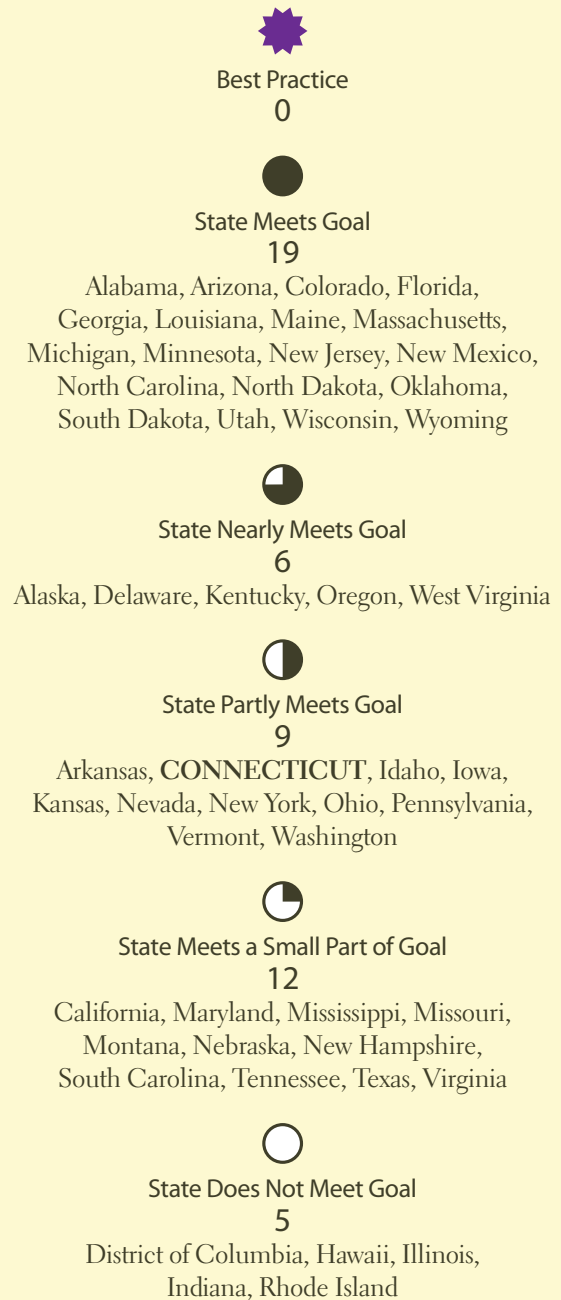 Best Practice
0
State Meets Goal
19
Alabama, Arizona, Colorado, Florida,
Georgia, Louisiana, Maine, Massachusetts,
Michigan, Minnesota, New Jersey, New Mexico,
North Carolina, North Dakota, Oklahoma,
South Dakota, Utah, Wisconsin, Wyoming
State Nearly Meets Goal
6
Alaska, Delaware, Kentucky, Oregon, West Virginia
State Partly Meets Goal
9
Arkansas, CONNECTICUT, Idaho, Iowa,
Kansas, Nevada, New York, Ohio, Pennsylvania,
Vermont, Washington
State Meets a Small Part of Goal
12
California, Maryland, Mississippi, Missouri,
Montana, Nebraska, New Hampshire,
South Carolina, Tennessee, Texas, Virginia
State Does Not Meet Goal
5
District of Columbia, Hawaii, Illinois,
Indiana, Rhode Island